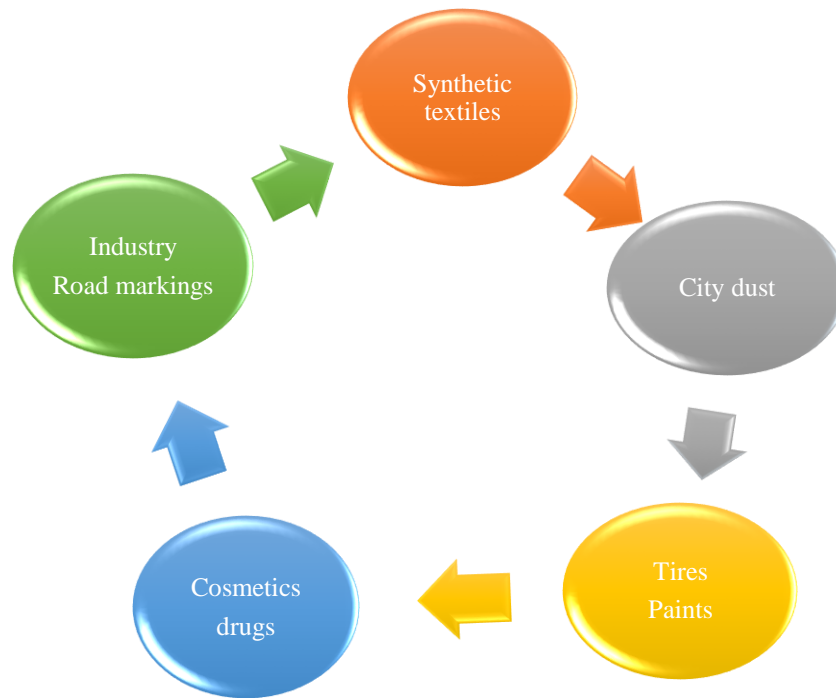 Synthetic
textiles
City dust
Tires
Paints
Cosmetics
drugs
Industry
Road markings